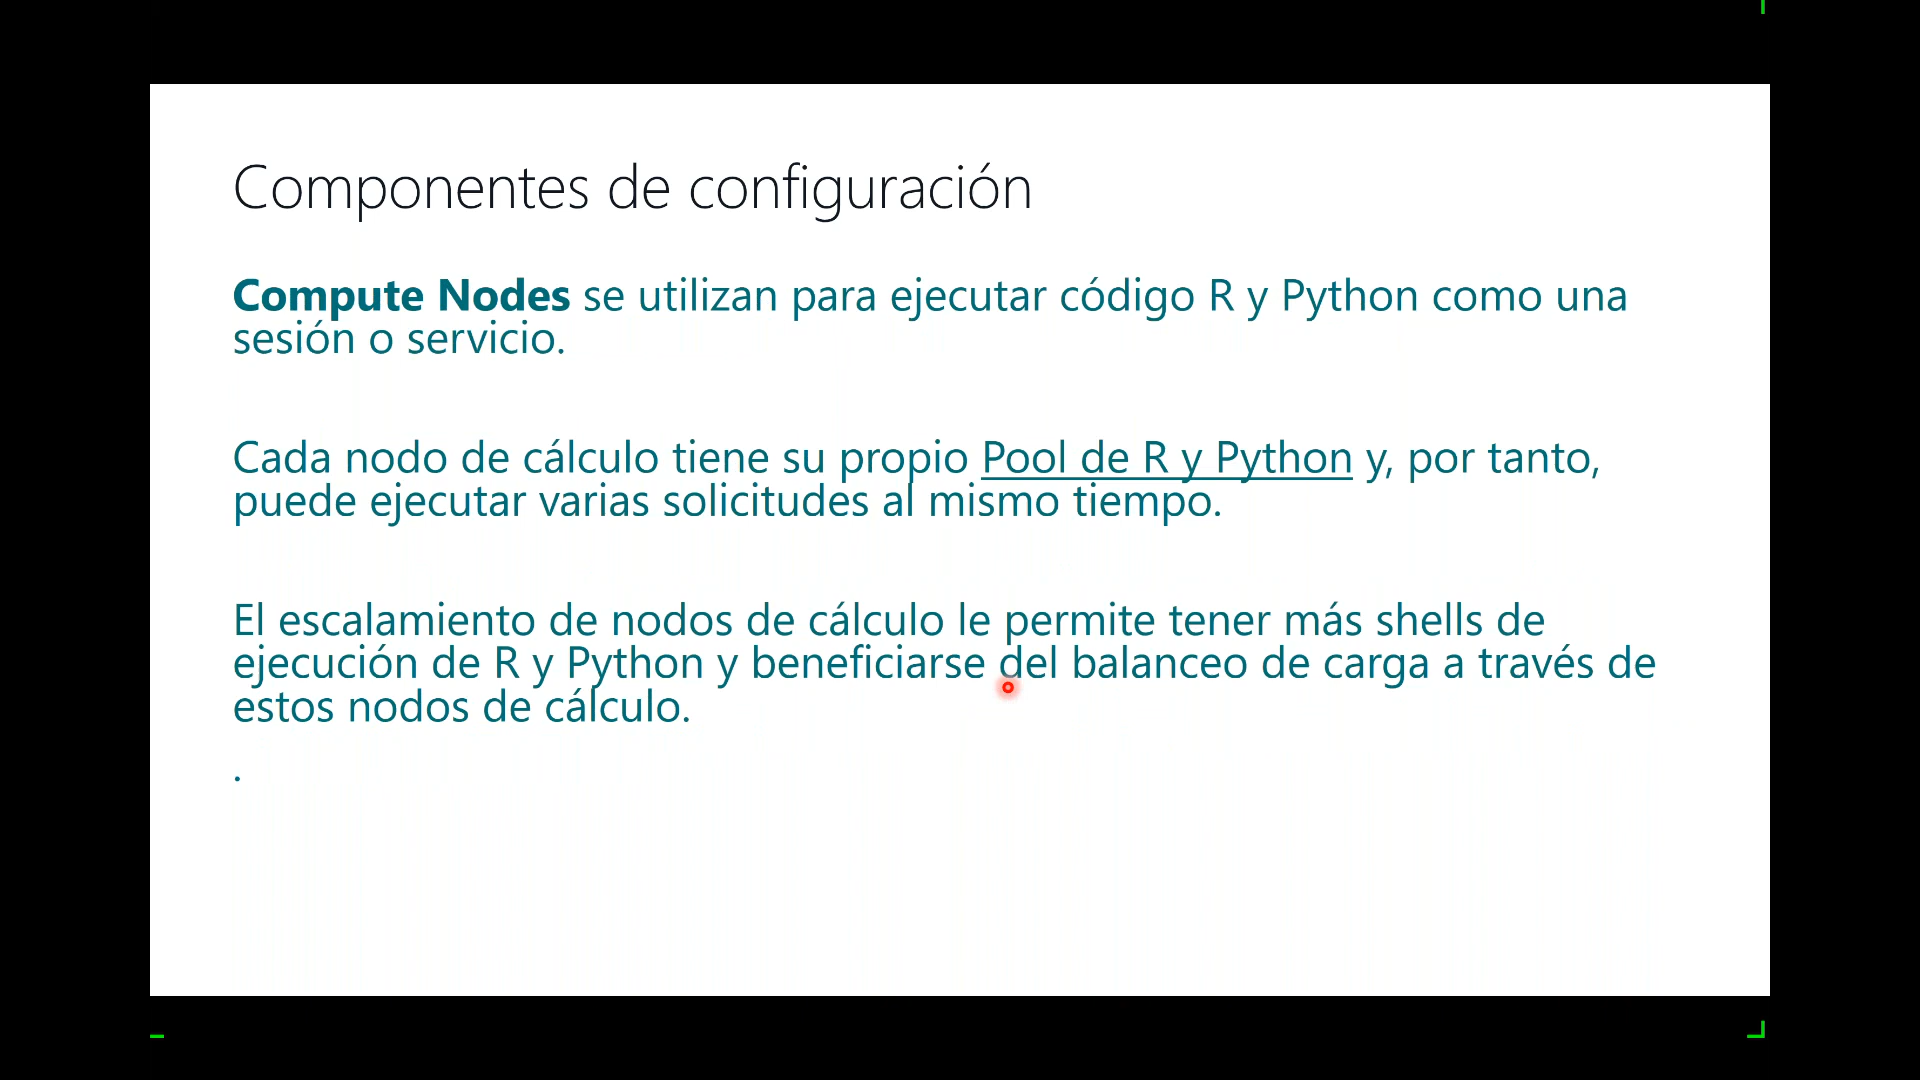 Componentes de configuración
Compute Nodes se utilizan para ejecutar código R y Python como una
sesión o servicio.
Cada nodo de cálculo tiene su propio Pool de R y Python y, por tanto,
puede ejecutar varias solicitudes al mismo tiempo.
El escalamiento de nodos de cálculo le permite tener más shells de
ejecución de R y Python y beneficiarse del balanceo de carga a través de
estos nodos de cálculo.
.